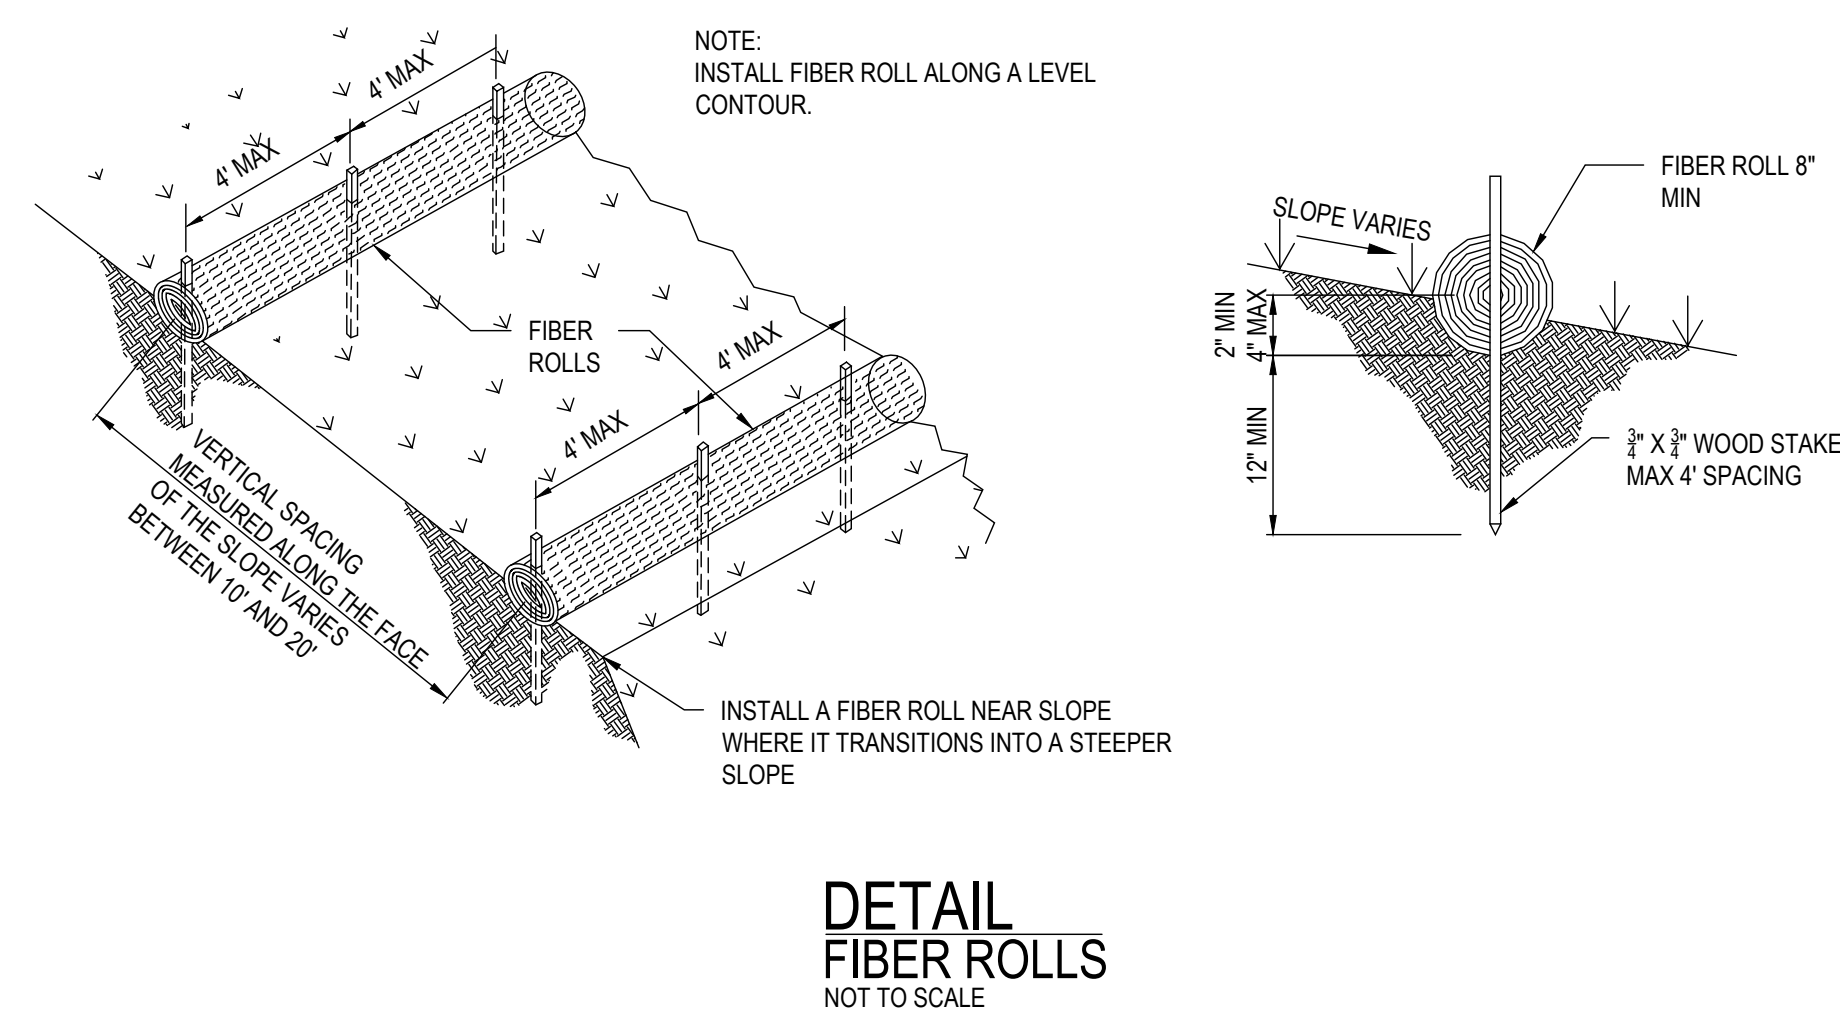 NOTE:
INSTALL FIBER ROLL ALONG A LEVEL
CONTOUR.
4' MAX
4' MAX
FIBER
ROLLS
4' MAX
4' MAX
VERTICAL SPACING
MEASURED ALONG THE FACE
OF THE SLOPE VARIES
BETWEEN 10' AND 20'
INSTALL A FIBER ROLL NEAR SLOPE
WHERE IT TRANSITIONS INTO A STEEPER
SLOPE
FIBER ROLL 8"
MIN
SLOPE VARIES
2" MIN
4" MAX
12" MIN
3/4" X 3/4" WOOD STAKE
MAX 4' SPACING
DETAIL
FIBER ROLLS
NOT TO SCALE